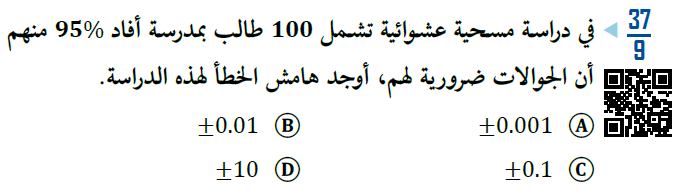 37
9
في دراسة مسحية عشوائية تشمل 100 طالب بمدرسة أفاد %95 منهم
أن الجوالات ضرورية لهم، أوجد هامش الخطأ لهذه الدراسة.
A ±0.001 B ±0.01
C ±0.1 D ±10